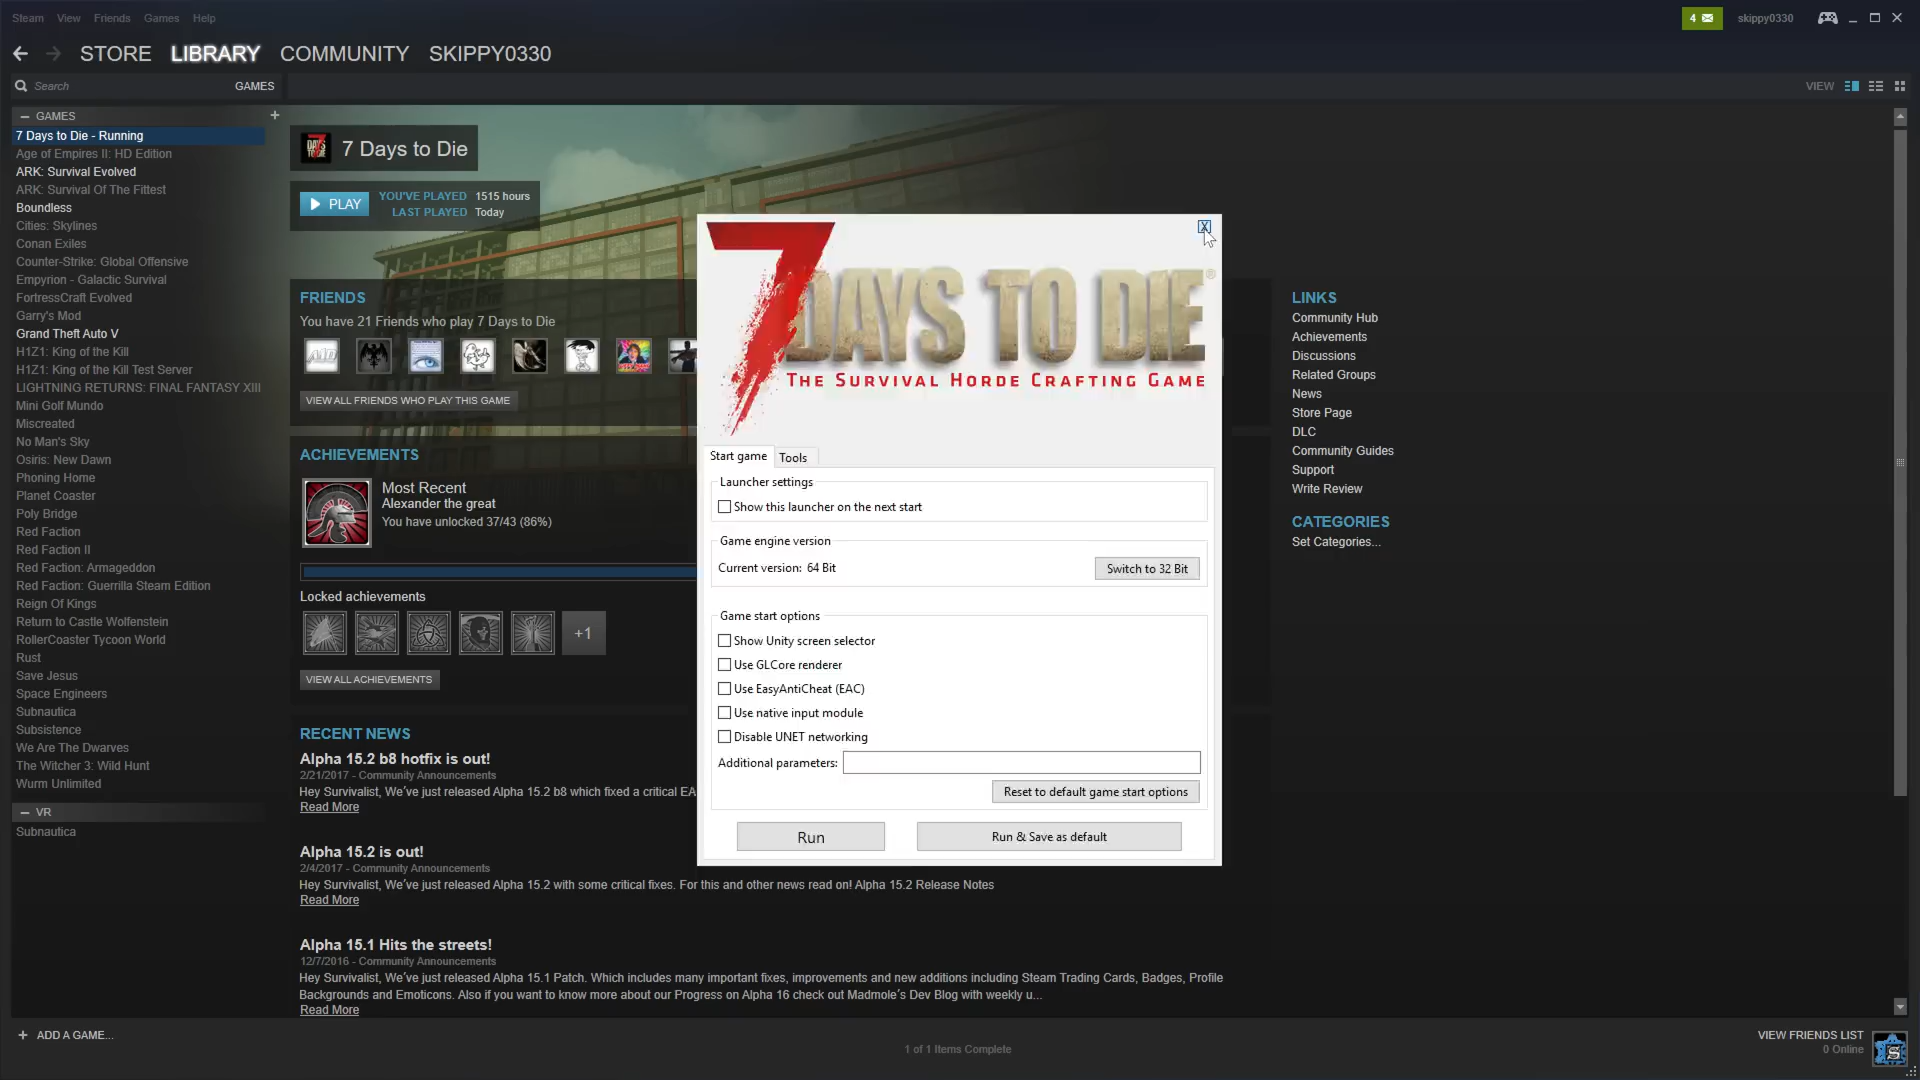 Steam View Friends Games Help
4 skippy0330
STORE LIBRARY COMMUNITY SKIPPY0330
Search GAMES
VIEW
GAMES
7 Days to Die - Running
Age of Empires II: HD Edition
ARK: Survival Evolved
ARK: Survival Of The Fittest
Boundless
Cities: Skylines
Conan Exiles
Counter-Strike: Global Offensive
Empyrion - Galactic Survival
FortressCraft Evolved
Garry's Mod
Grand Theft Auto V
H1Z1: King of the Kill
H1Z1: King of the Kill Test Server
LIGHTNING RETURNS: FINAL FANTASY XIII
Mini Golf Mundo
Miscreated
No Man's Sky
Osiris: New Dawn
Phoning Home
Planet Coaster
Poly Bridge
Red Faction
Red Faction II
Red Faction: Armageddon
Red Faction: Guerrilla Steam Edition
Reign Of Kings
Return to Castle Wolfenstein
RollerCoaster Tycoon World
Rust
Save Jesus
Space Engineers
Subnautica
Subsistence
We Are The Dwarves
The Witcher 3: Wild Hunt
Wurm Unlimited
VR
Subnautica
+ ADD A GAME...
7 Days to Die
PLAY
YOU'VE PLAYED 1515 hours
LAST PLAYED Today
FRIENDS
You have 21 Friends who play 7 Days to Die
VIEW ALL FRIENDS WHO PLAY THIS GAME
ACHIEVEMENTS
Most Recent
Alexander the great
You have unlocked 37/43 (86%)
Locked achievements
+1
VIEW ALL ACHIEVEMENTS
RECENT NEWS
Alpha 15.2 b8 hotfix is out!
2/21/2017 - Community Announcements
Hey Survivalist, We've just released Alpha 15.2 b8 which fixed a critical EA
Read More
Alpha 15.2 is out!
2/4/2017 - Community Announcements
Hey Survivalist, We've just released Alpha 15.2 with some critical fixes. For this and other news read on! Alpha 15.2 Release Notes
Read More
Alpha 15.1 Hits the streets!
12/7/2016 - Community Announcements
Hey Survivalist, We've just released Alpha 15.1 Patch. Which includes many important fixes, improvements and new additions including Steam Trading Cards, Badges, Profile
Backgrounds and Emoticons. Also if you want to know more about our Progress on Alpha 16 check out Madmole's Dev Blog with weekly u...
Read More
X
7 DAYS TO DIE®
THE SURVIVAL HORDE CRAFTING GAME
Start game Tools
Launcher settings
Show this launcher on the next start
Game engine version
Current version: 64 Bit
Switch to 32 Bit
Game start options
Show Unity screen selector
Use GLCore renderer
Use EasyAntiCheat (EAC)
Use native input module
Disable UNET networking
Additional parameters:
Reset to default game start options
Run
Run & Save as default
LINKS
Community Hub
Achievements
Discussions
Related Groups
News
Store Page
DLC
Community Guides
Support
Write Review
CATEGORIES
Set Categories...
1 of 1 Items Complete
VIEW FRIENDS LIST
0 Online
S